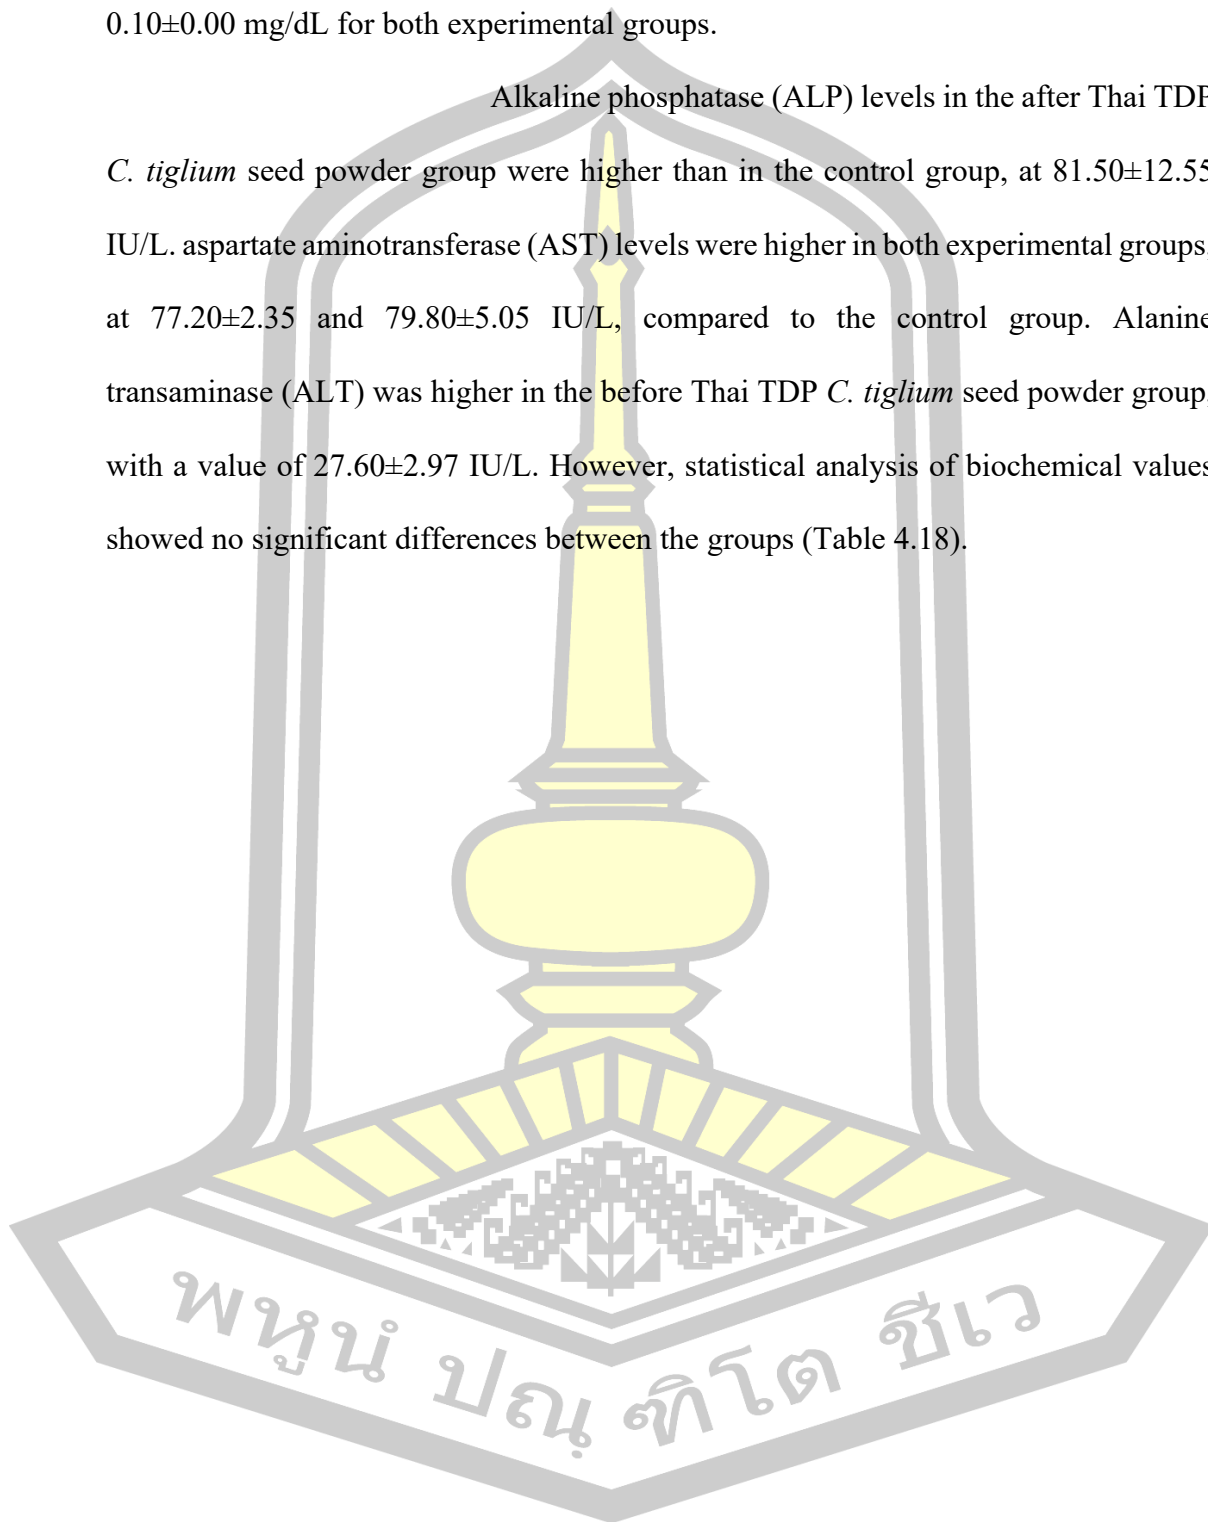 0.10±0.00 mg/dL for both experimental groups.
Alkaline phosphatase (ALP) levels in the after Thai TDP
C. tiglium seed powder group were higher than in the control group, at 81.50±12.55
IU/L. aspartate aminotransferase (AST) levels were higher in both experimental groups,
at 77.20±2.35 and 79.80±5.05 IU/L, compared to the control group. Alanine
transaminase (ALT) was higher in the before Thai TDP C. tiglium seed powder group,
with a value of 27.60±2.97 IU/L. However, statistical analysis of biochemical values
showed no significant differences between the groups (Table 4.18).
พหูนํ ปณฺ ฑิโต ชีเว